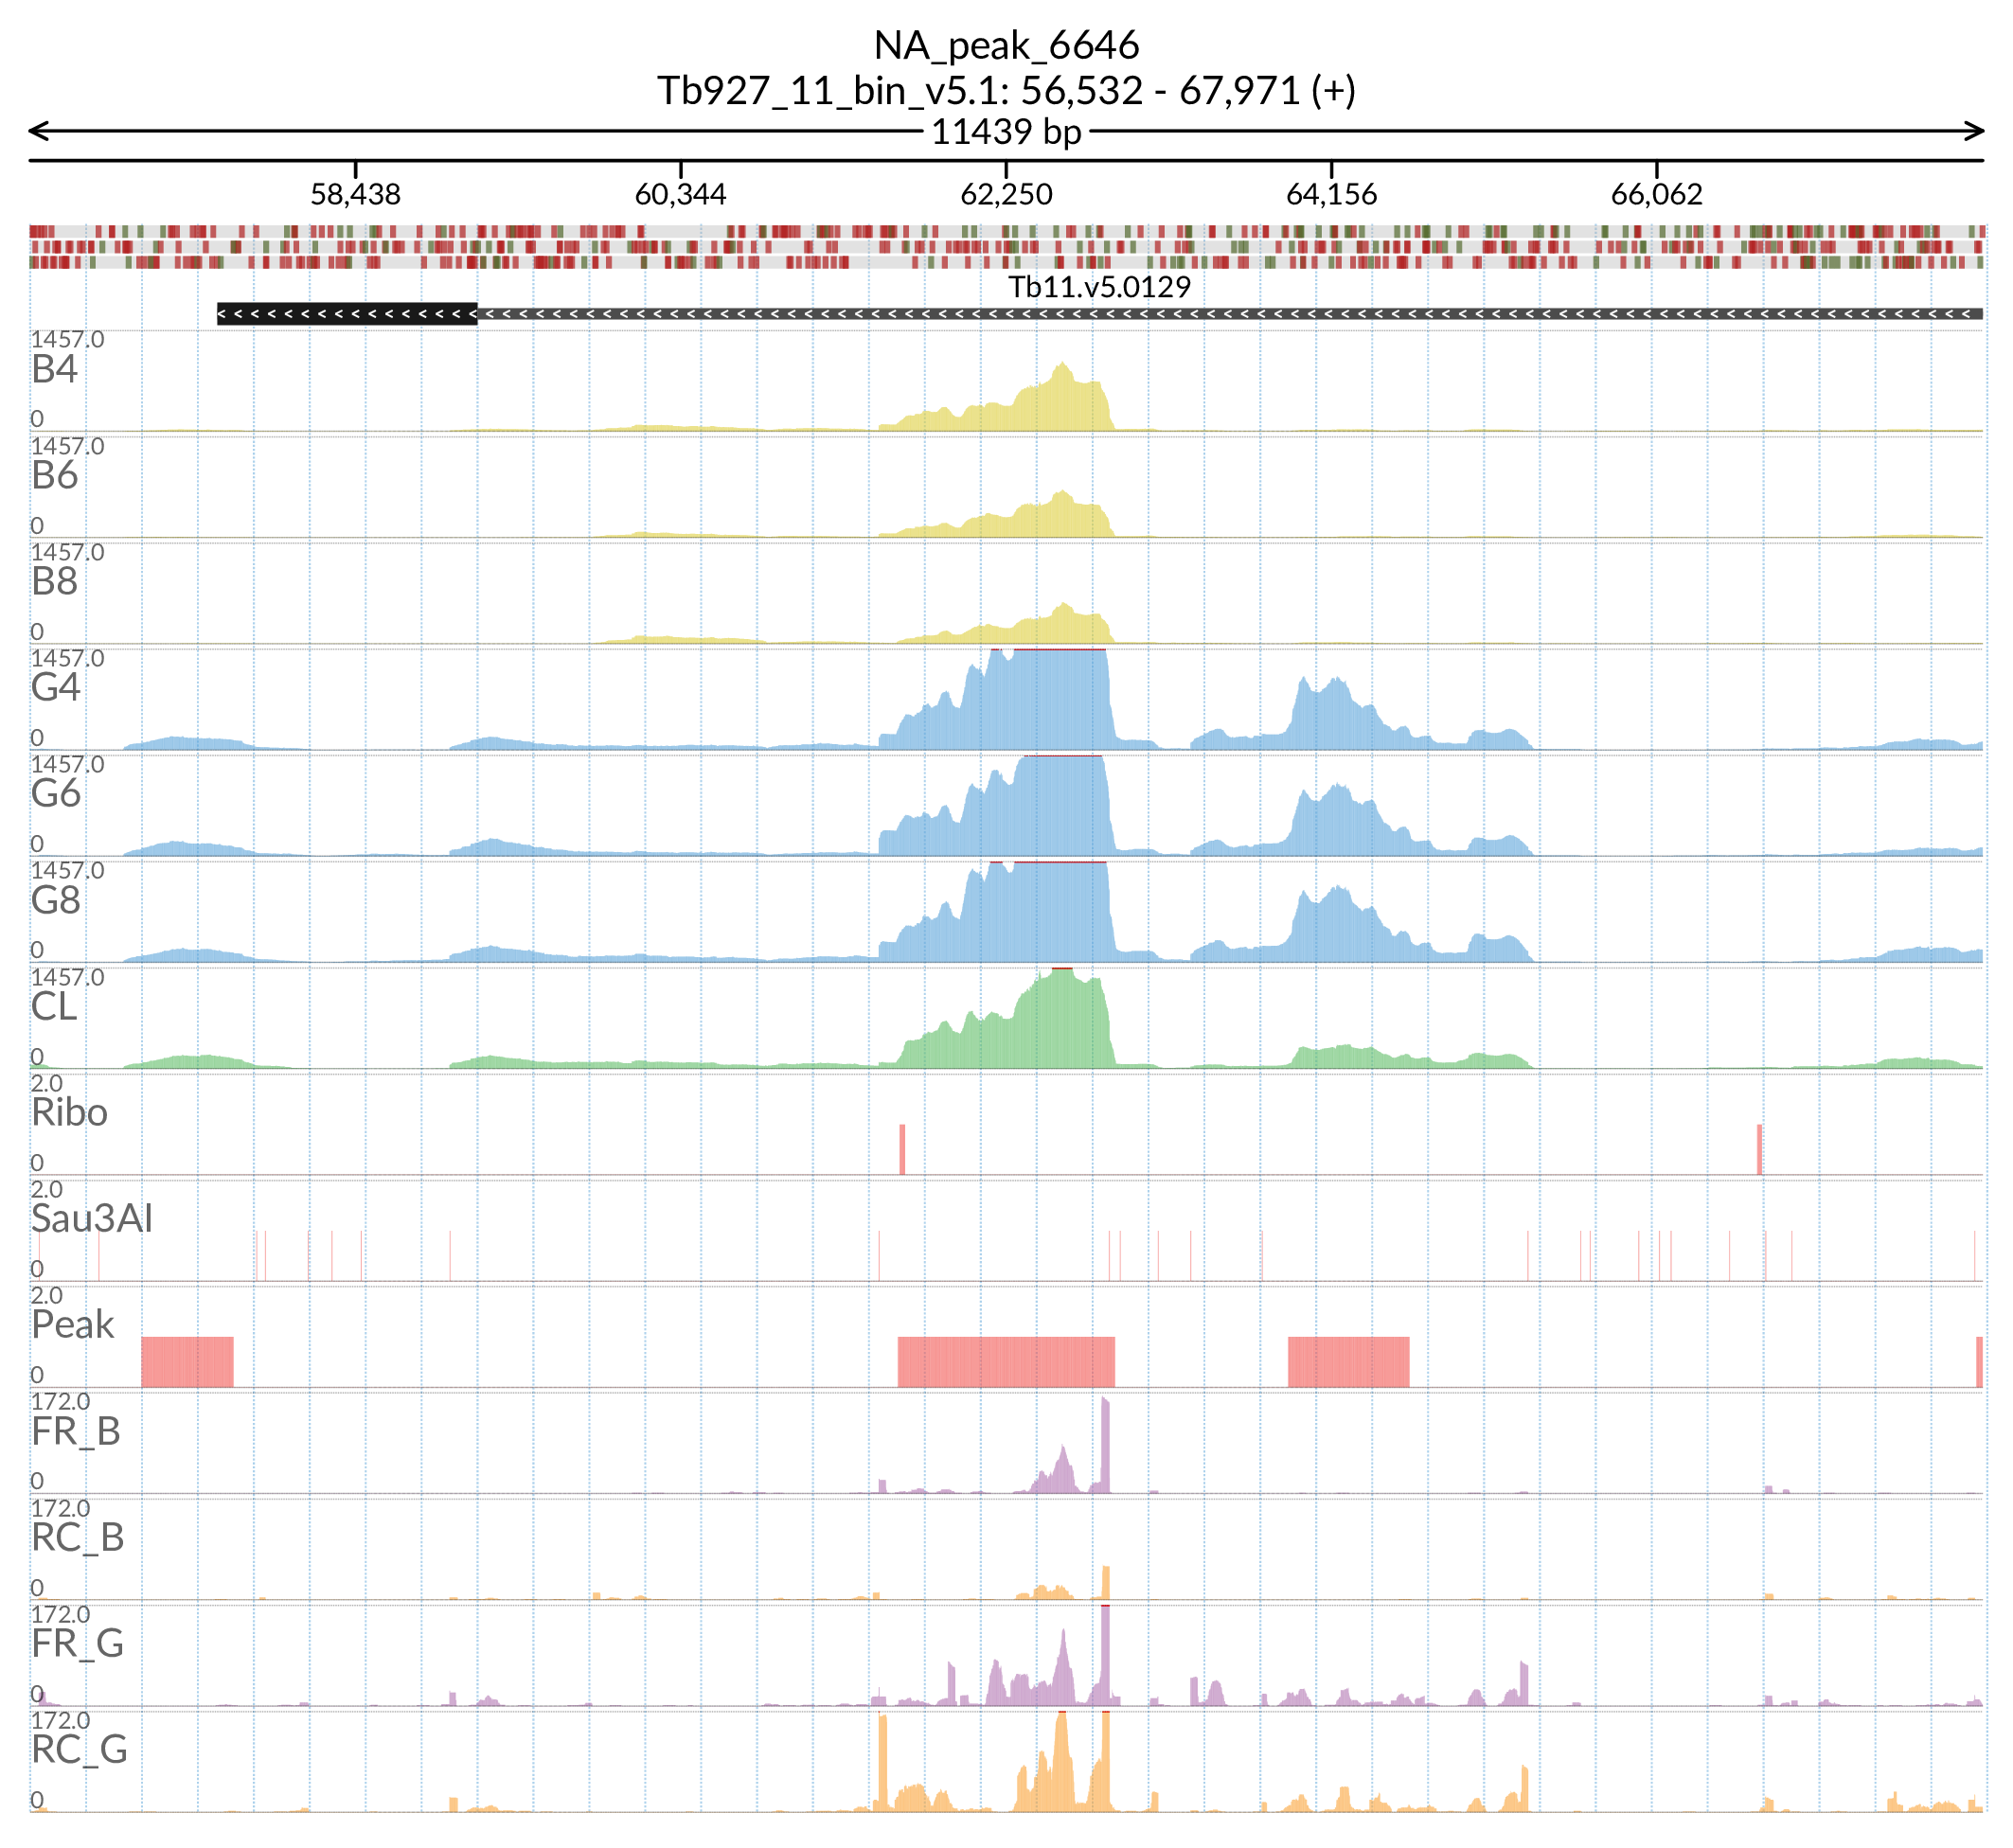 NA_peak_6646
Tb927_11_bin_v5.1: 56,532 - 67,971 (+)
11439 bp
58,438 60,344 62,250 64,156 66,062
Tb11.v5.0129
1457.0
B4
0
1457.0
B6
0
1457.0
B8
0
1457.0
G4
0
1457.0
G6
0
1457.0
G8
0
1457.0
CL
0
2.0
Ribo
0
2.0
Sau3AI
0
2.0
Peak
0
172.0
FR_B
0
172.0
RC_B
0
172.0
FR_G
0
172.0
RC_G
0